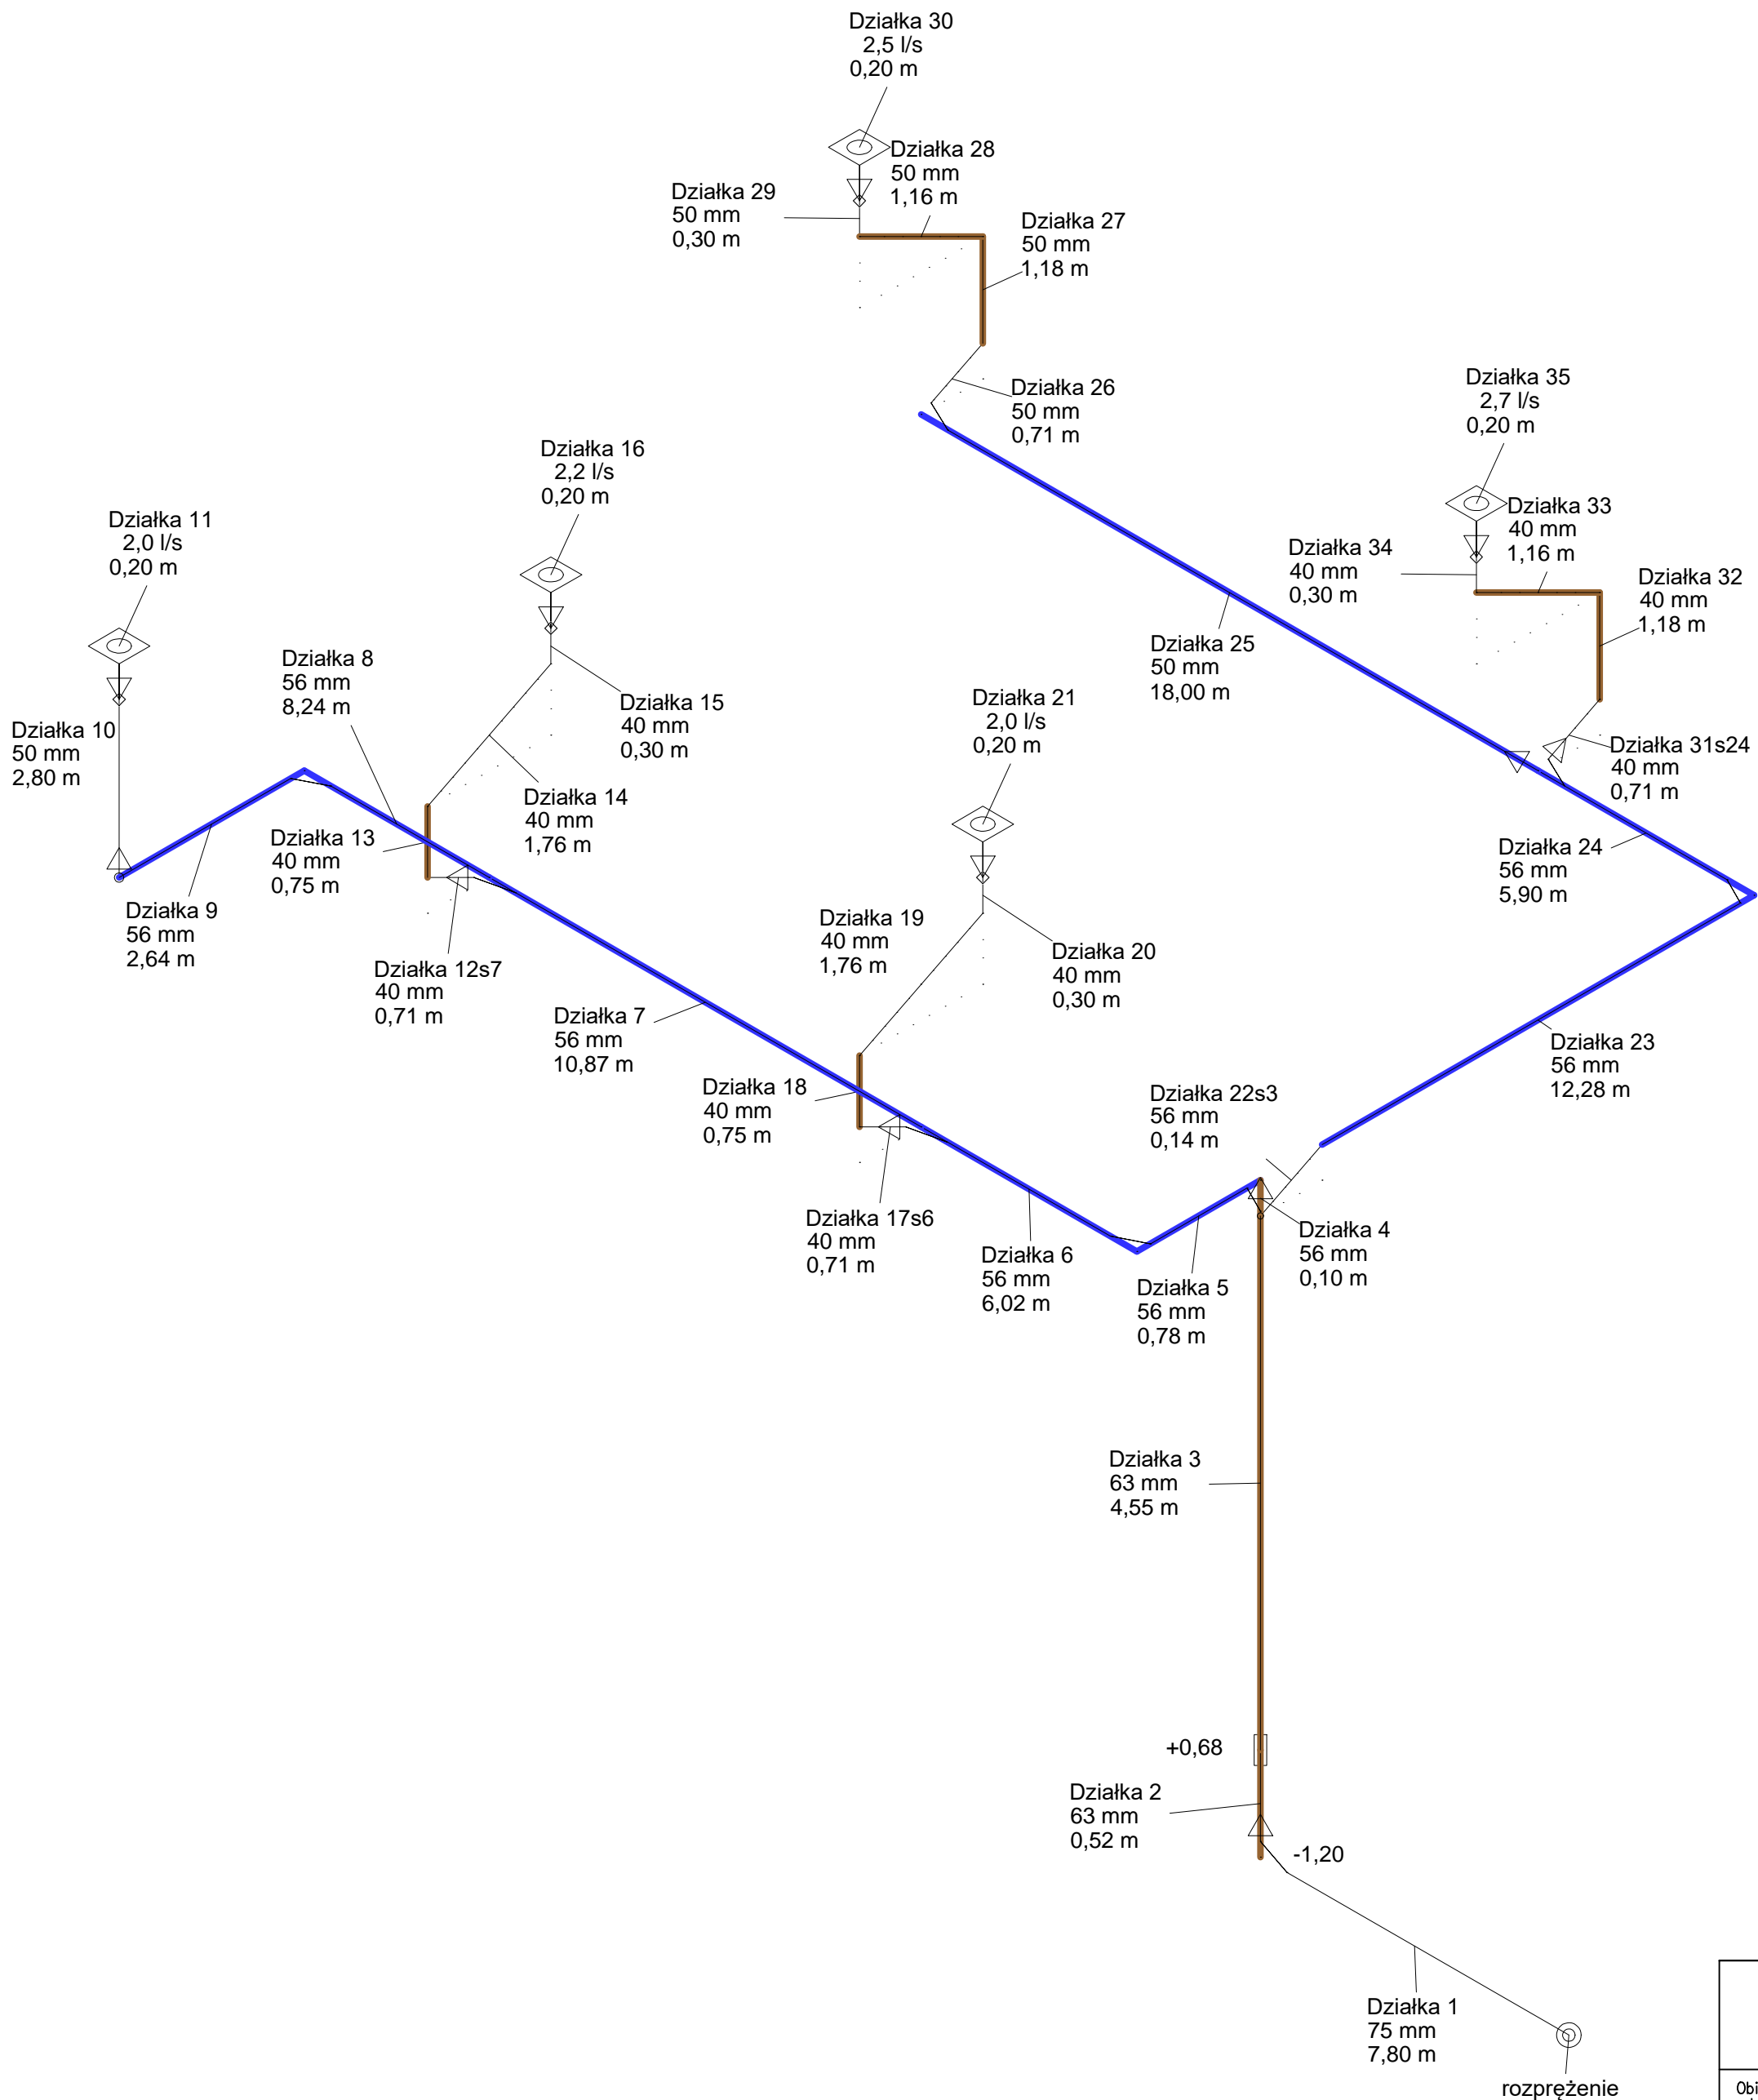 Działka 30
2,5 l/s
0,20 m
Działka 28
50 mm
1,16 m
Działka 29
50 mm
0,30 m
Działka 27
50 mm
1,18 m
Działka 26
50 mm
0,71 m
Działka 35
2,7 l/s
0,20 m
Działka 33
40 mm
1,16 m
Działka 34
40 mm
0,30 m
Działka 32
40 mm
1,18 m
Działka 16
2,2 l/s
0,20 m
Działka 11
2,0 l/s
0,20 m
Działka 25
50 mm
18,00 m
Działka 8
56 mm
8,24 m
Działka 15
40 mm
0,30 m
Działka 21
2,0 l/s
0,20 m
Działka 10
50 mm
2,80 m
Działka 31s24
40 mm
0,71 m
Działka 14
40 mm
1,76 m
Działka 13
40 mm
0,75 m
Działka 24
56 mm
5,90 m
Działka 9
56 mm
2,64 m
Działka 19
40 mm
1,76 m
Działka 20
40 mm
0,30 m
Działka 12s7
40 mm
0,71 m
Działka 7
56 mm
10,87 m
Działka 23
56 mm
12,28 m
Działka 18
40 mm
0,75 m
Działka 22s3
56 mm
0,14 m
Działka 17s6
40 mm
0,71 m
Działka 4
56 mm
0,10 m
Działka 6
56 mm
6,02 m
Działka 5
56 mm
0,78 m
Działka 3
63 mm
4,55 m
+0,68
Działka 2
63 mm
0,52 m
-1,20
Działka 1
75 mm
7,80 m
rozprężenie
Obi